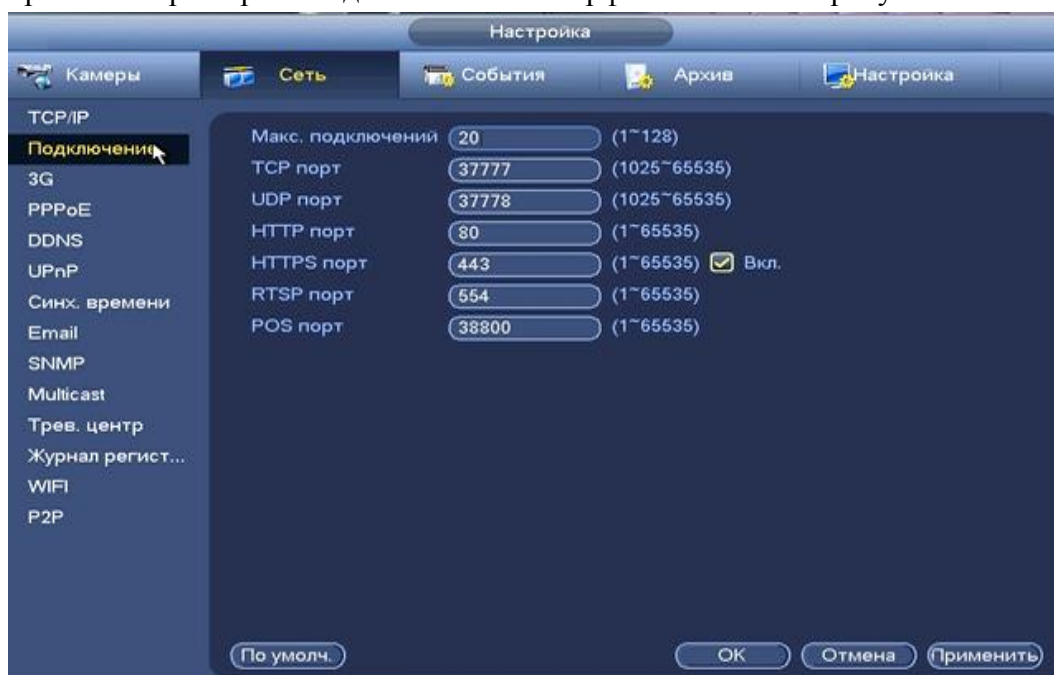 Настройка
Камеры Сеть События Архив Настройка
TCP/IP
Подключение
3G
PPPoE
DDNS
UPnP
Синх. времени
Email
SNMP
Multicast
Трев. центр
Журнал регист...
WIFI
P2P
Макс. подключений 20 (1~128)
TCP порт 37777 (1025~65535)
UDP порт 37778 (1025~65535)
HTTP порт 80 (1~65535)
HTTPS порт 443 (1~65535) Вкл.
RTSP порт 554 (1~65535)
POS порт 38800 (1~65535)
По умолч. OK Отмена Применить